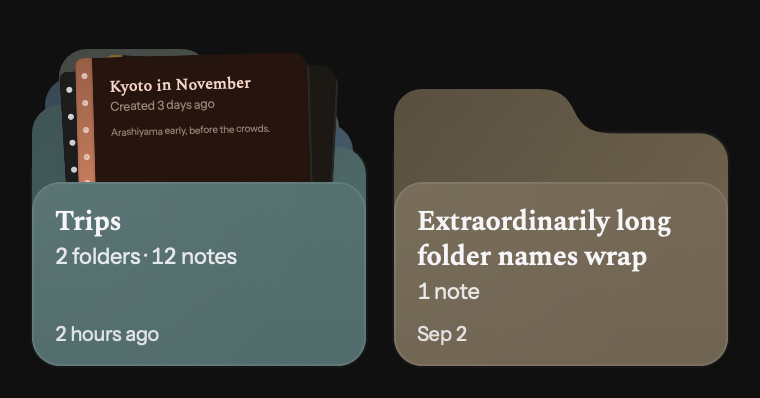 Kyoto in November
Created 3 days ago
Arashiyama early, before the crowds.
Trips
2 folders · 12 notes
2 hours ago
Extraordinarily long
folder names wrap
1 note
Sep 2